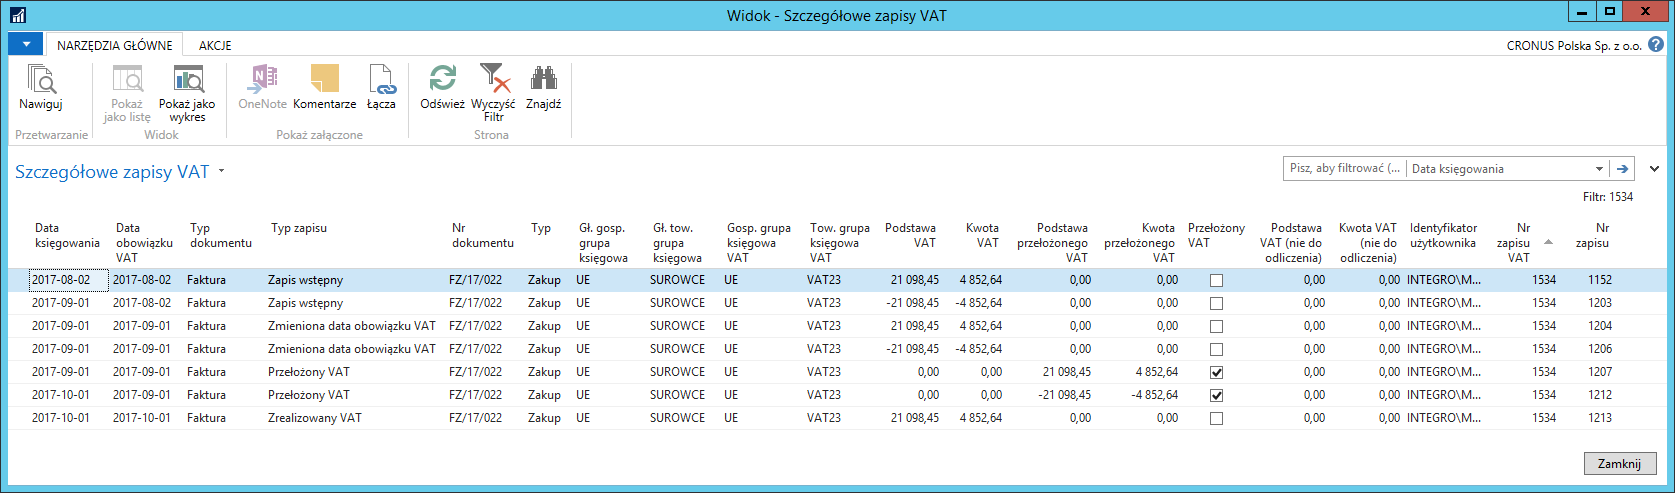 Widok - Szczegółowe zapisy VAT
NARZĘDZIA GŁÓWNE AKCJE CRONUS Polska Sp. z o.o.
Nawiguj
Przetwarzanie
Pokaż jako listę
Pokaż jako wykres
Widok
OneNote Komentarze Łącza
Pokaż załączone
Odśwież Wyczyść Filtr Znajdź
Strona
Szczegółowe zapisy VAT
Pisz, aby filtrować (... Data księgowania
Filtr: 1534
Data księgowania Data obowiązku VAT Typ dokumentu Typ zapisu Nr dokumentu Typ Gł. gosp. grupa księgowa Gł. tow. grupa księgowa Gosp. grupa księgowa VAT Tow. grupa księgowa VAT Podstawa VAT Kwota VAT Podstawa przełożonego VAT Kwota przełożonego VAT Przełożony VAT Podstawa VAT (nie do odliczenia) Kwota VAT (nie do odliczenia) Identyfikator użytkownika Nr zapisu VAT Nr zapisu
2017-08-02 2017-08-02 Faktura Zapis wstępny FZ/17/022 Zakup UE SUROWCE UE VAT23 21 098,45 4 852,64 0,00 0,00 0,00 0,00 INTEGRO\M... 1534 1152
2017-09-01 2017-08-02 Faktura Zapis wstępny FZ/17/022 Zakup UE SUROWCE UE VAT23 -21 098,45 -4 852,64 0,00 0,00 0,00 0,00 INTEGRO\M... 1534 1203
2017-09-01 2017-09-01 Faktura Zmieniona data obowiązku VAT FZ/17/022 Zakup UE SUROWCE UE VAT23 21 098,45 4 852,64 0,00 0,00 0,00 0,00 INTEGRO\M... 1534 1204
2017-09-01 2017-09-01 Faktura Zmieniona data obowiązku VAT FZ/17/022 Zakup UE SUROWCE UE VAT23 -21 098,45 -4 852,64 0,00 0,00 0,00 0,00 INTEGRO\M... 1534 1206
2017-09-01 2017-09-01 Faktura Przełożony VAT FZ/17/022 Zakup UE SUROWCE UE VAT23 0,00 0,00 21 098,45 4 852,64 0,00 0,00 INTEGRO\M... 1534 1207
2017-10-01 2017-09-01 Faktura Przełożony VAT FZ/17/022 Zakup UE SUROWCE UE VAT23 0,00 0,00 -21 098,45 -4 852,64 0,00 0,00 INTEGRO\M... 1534 1212
2017-10-01 2017-10-01 Faktura Zrealizowany VAT FZ/17/022 Zakup UE SUROWCE UE VAT23 21 098,45 4 852,64 0,00 0,00 0,00 0,00 INTEGRO\M... 1534 1213
Zamknij